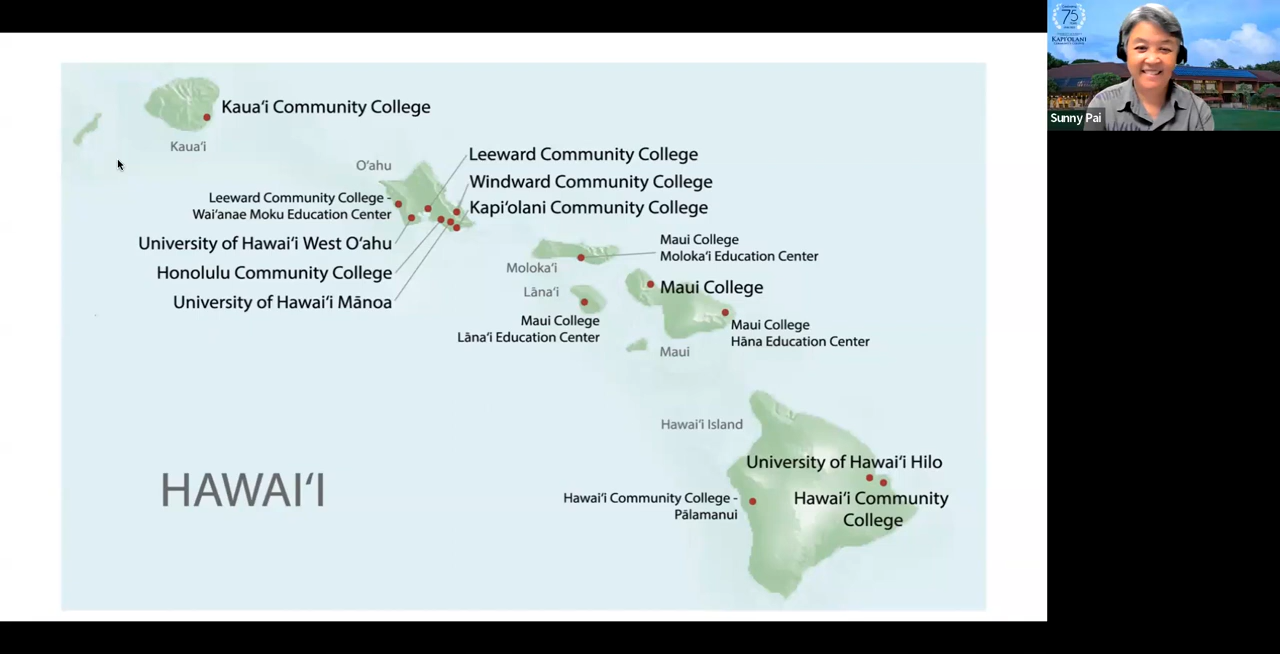 Kaua‘i Community College
Kaua‘i
O‘ahu
Leeward Community College
Windward Community College
Kapi‘olani Community College
Leeward Community College -
Wai‘anae Moku Education Center
University of Hawai‘i West O‘ahu
Honolulu Community College
University of Hawai‘i Mānoa
Maui College
Moloka‘i Education Center
Moloka‘i
Lāna‘i
Maui College
Maui College
Lāna‘i Education Center
Maui College
Hāna Education Center
Maui
Hawai‘i Island
University of Hawai‘i Hilo
Hawai‘i Community College -
Pālamanui
Hawai‘i Community
College
HAWAI‘I
75
KAPI‘OLANI
Sunny Pai